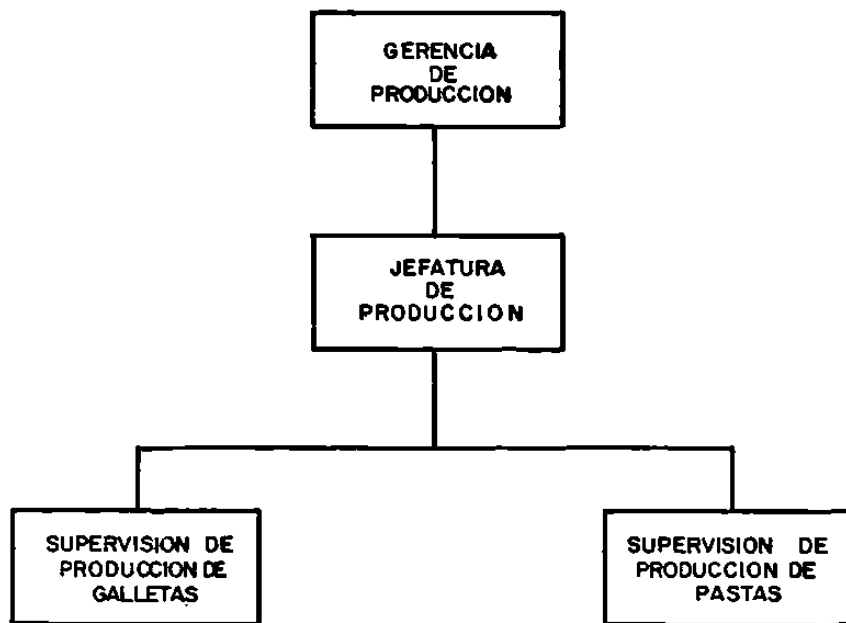 GERENCIA
DE
PRODUCCION
JEFATURA
DE
PRODUCCION
SUPERVISION DE
PRODUCCION DE
GALLETAS
SUPERVISION DE
PRODUCCION DE
PASTAS